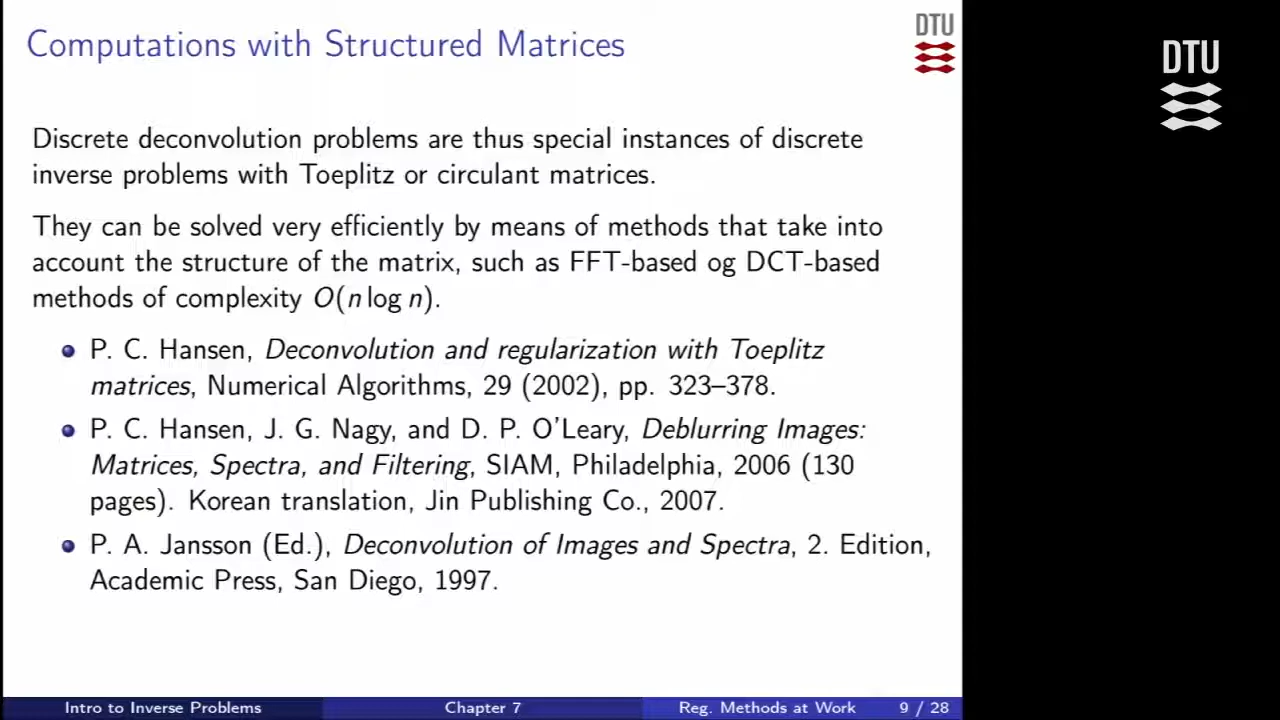 Computations with Structured Matrices
DTU
DTU
Discrete deconvolution problems are thus special instances of discrete
inverse problems with Toeplitz or circulant matrices.
They can be solved very efficiently by means of methods that take into
account the structure of the matrix, such as FFT-based og DCT-based
methods of complexity O(n log n).
P. C. Hansen, Deconvolution and regularization with Toeplitz
matrices, Numerical Algorithms, 29 (2002), pp. 323–378.
P. C. Hansen, J. G. Nagy, and D. P. O'Leary, Deblurring Images:
Matrices, Spectra, and Filtering, SIAM, Philadelphia, 2006 (130
pages). Korean translation, Jin Publishing Co., 2007.
P. A. Jansson (Ed.), Deconvolution of Images and Spectra, 2. Edition,
Academic Press, San Diego, 1997.
Intro to Inverse Problems Chapter 7 Reg. Methods at Work 9 / 28